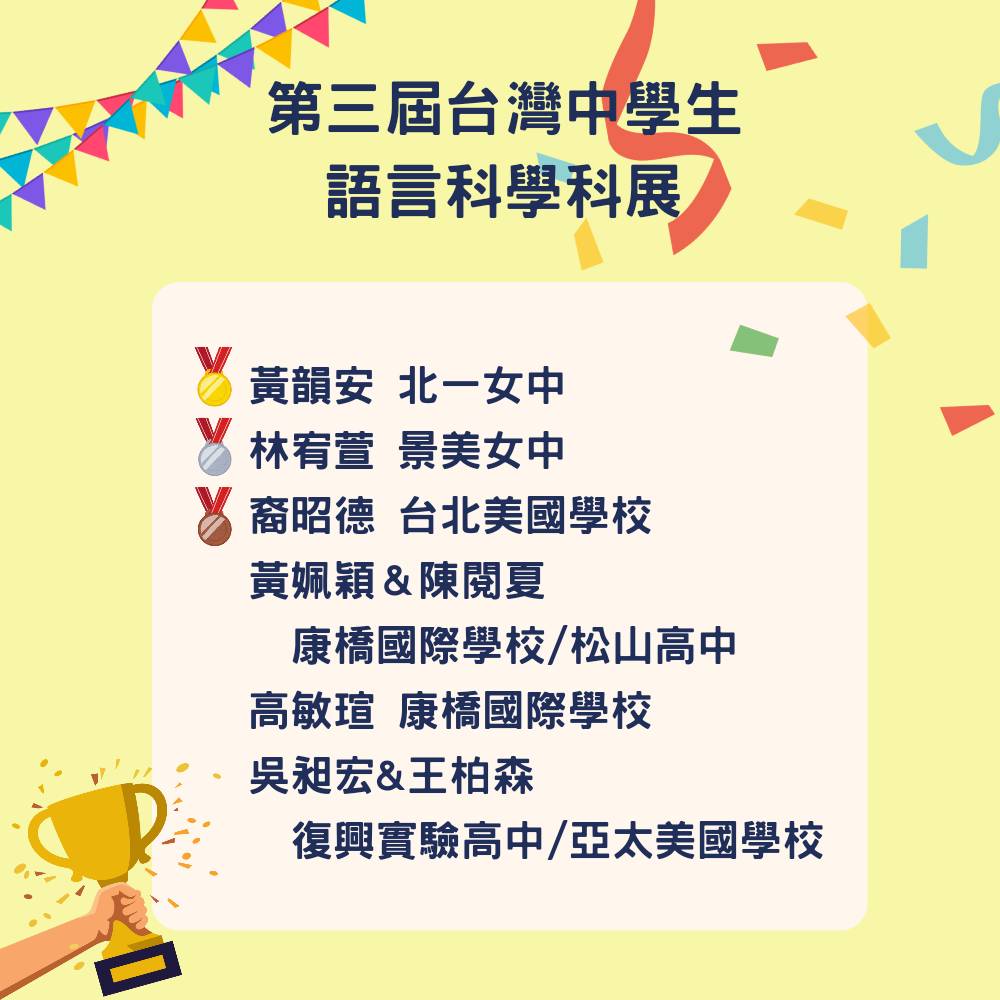 第三屆台灣中學生
語言科學科展
黃韻安 北一女中
林宥萱 景美女中
裔昭德 台北美國學校
黃姵穎&陳閱夏
康橋國際學校/松山高中
高敏瑄 康橋國際學校
吳昶宏&王柏森
復興實驗高中/亞太美國學校